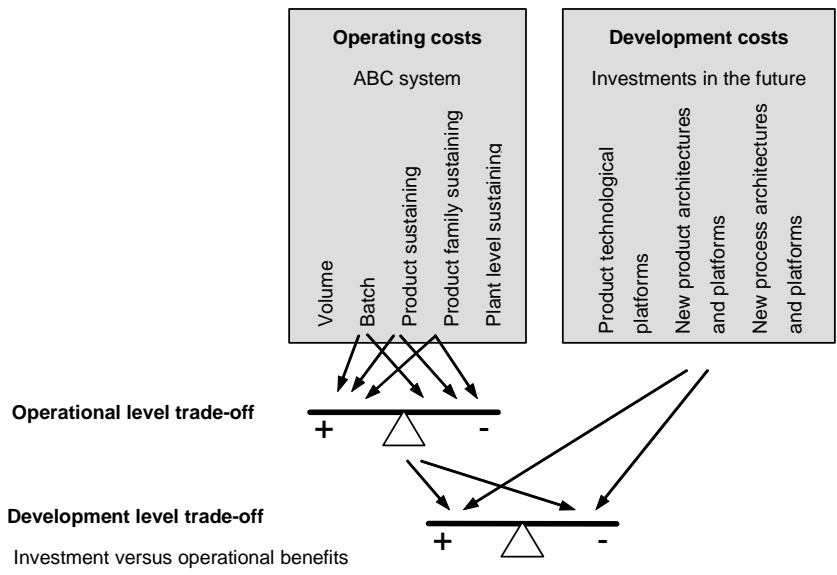 Operating costs
ABC system
Volume
Batch
Product sustaining
Product family sustaining
Plant level sustaining
Development costs
Investments in the future
Product technological
platforms
New product architectures
and platforms
New process architectures
and platforms
Operational level trade-off
+ -
Development level trade-off
+ -
Investment versus operational benefits